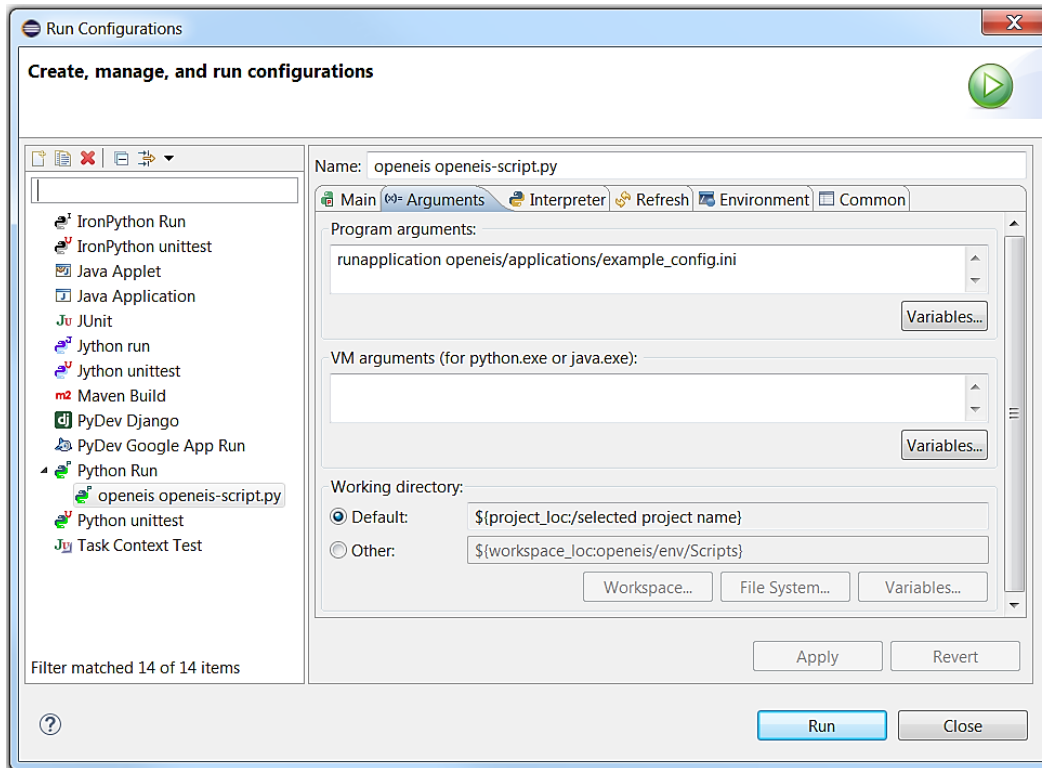 Run Configurations
Create, manage, and run configurations
IronPython Run
IronPython unittest
Java Applet
Java Application
Ju JUnit
Jython run
Jython unittest
m2 Maven Build
dj PyDev Django
PyDev Google App Run
Python Run
openeis openeis-script.py
Python unittest
Ju Task Context Test
Filter matched 14 of 14 items
Name: openeis openeis-script.py
Main (x)= Arguments Interpreter Refresh Environment Common
Program arguments:
runapplication openeis/applications/example_config.ini
Variables...
VM arguments (for python.exe or java.exe):
Variables...
Working directory:
Default: ${project_loc:/selected project name}
Other: ${workspace_loc:openeis/env/Scripts}
Workspace... File System... Variables...
Apply Revert
? Run Close